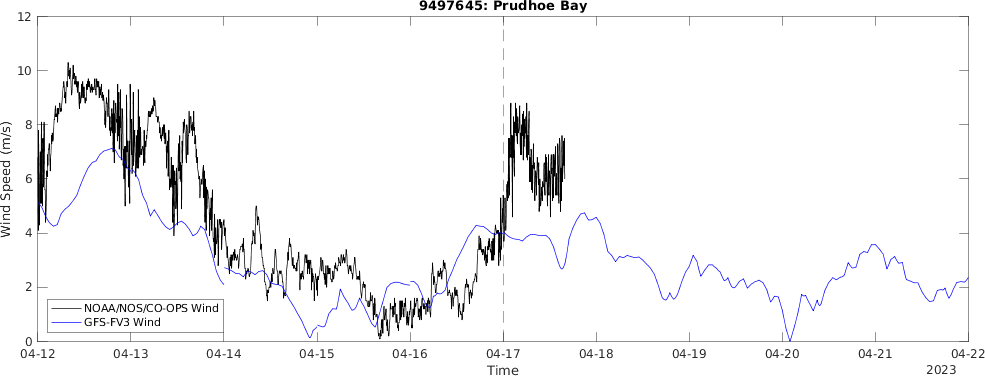 9497645: Prudhoe Bay
12
10
8
6
4
2
0
Wind Speed (m/s)
NOAA/NOS/CO-OPS Wind
GFS-FV3 Wind
04-12 04-13 04-14 04-15 04-16 04-17 04-18 04-19 04-20 04-21 04-22
Time
2023